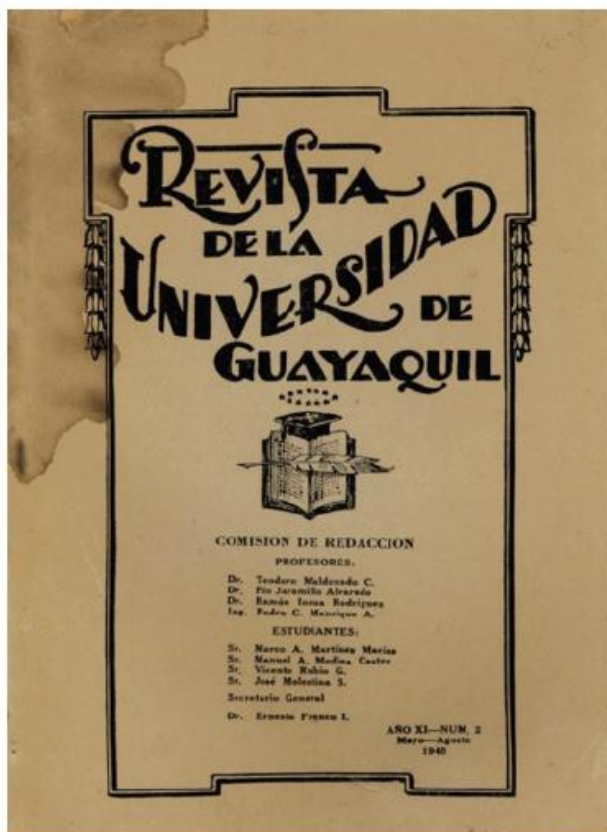 REVISTA
DE LA
UNIVERSIDAD
DE
GUAYAQUIL
COMISION DE REDACCION
PROFESORES:
Dr. Teodoro Maldonado C.
Dr. Pío Jaramillo Alvarado
Dr. Ramón Insua Rodríguez
Ing. Pedro C. Manrique A.
ESTUDIANTES:
Sr. Marco A. Martínez Macías
Sr. Manuel A. Medina Castro
Sr. Vicente Rubio G.
Sr. José Molestina S.
Secretario General
Dr. Ernesto Franco L.
AÑO XI—NUM. 2
Mayo—Agosto
1940